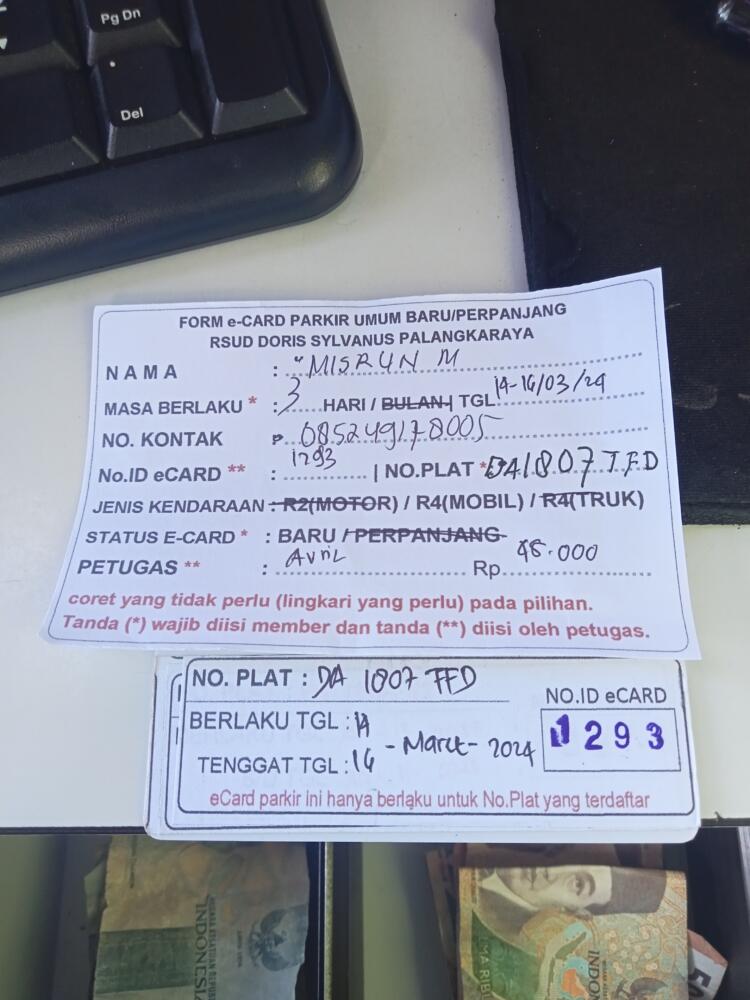 Pg Dn
Del
FORM e-CARD PARKIR UMUM BARU/PERPANJANG
RSUD DORIS SYLVANUS PALANGKARAYA
NAMA : "MISRUN M
MASA BERLAKU * : 3 HARI / BULAN | TGL 14-16/03/24
NO. KONTAK : 085249178005
No.ID eCARD ** : 1293 | NO.PLAT * DA1807 TFD
JENIS KENDARAAN : R2(MOTOR) / R4(MOBIL) / R4(TRUK)
STATUS E-CARD * : BARU / PERPANJANG
PETUGAS ** : Avril Rp. 48.000
coret yang tidak perlu (lingkari yang perlu) pada pilihan.
Tanda (*) wajib diisi member dan tanda (**) diisi oleh petugas.
NO. PLAT : DA 1807 TFD
NO.ID eCARD
BERLAKU TGL : 14
1293
- Maret - 2024
TENGGAT TGL : 16
eCard parkir ini hanya berlaku untuk No.Plat yang terdaftar
INDONESIA